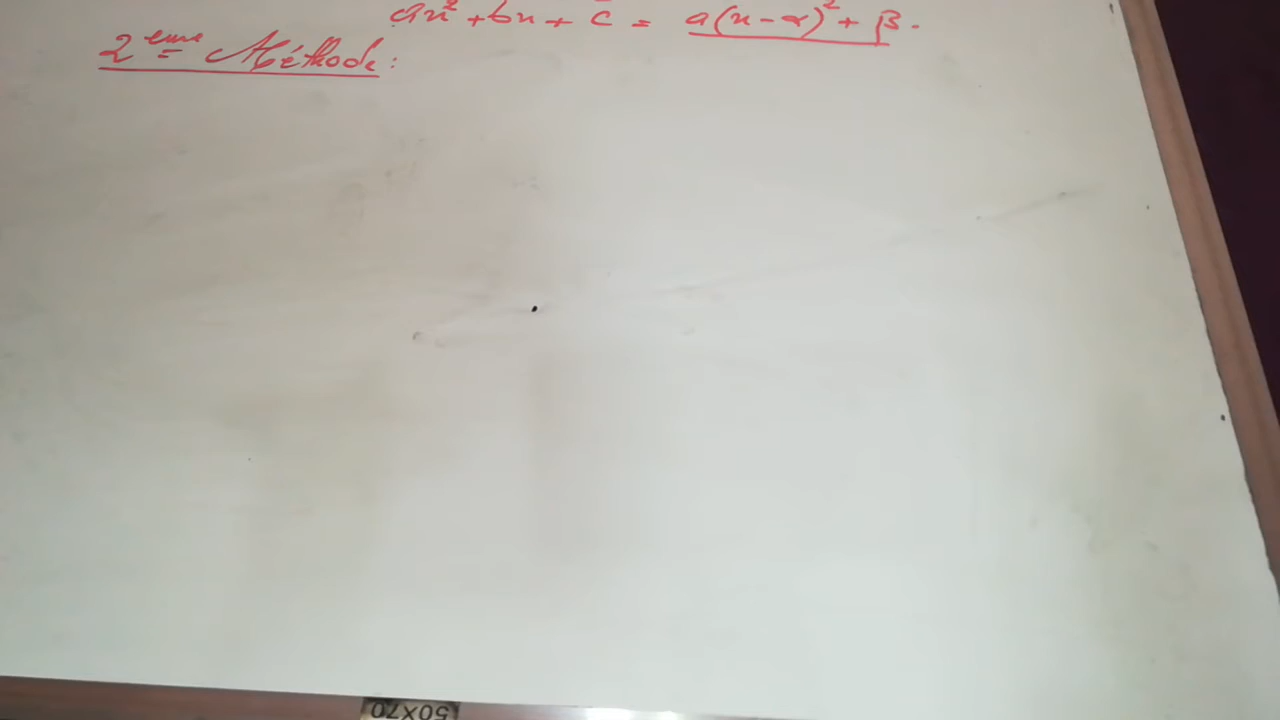 ax² + bx + c = a(x - α)² + β.
2ème Méthode:
50X70